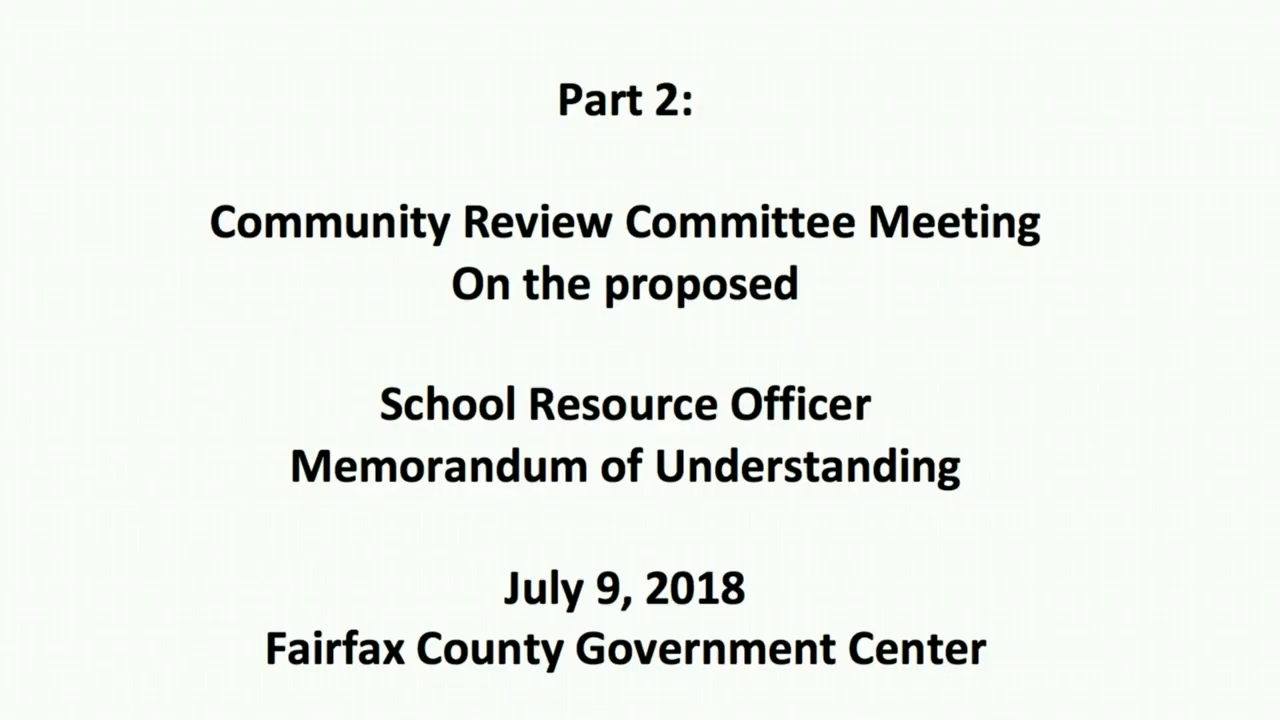 Part 2:
Community Review Committee Meeting
On the proposed
School Resource Officer
Memorandum of Understanding
July 9, 2018
Fairfax County Government Center